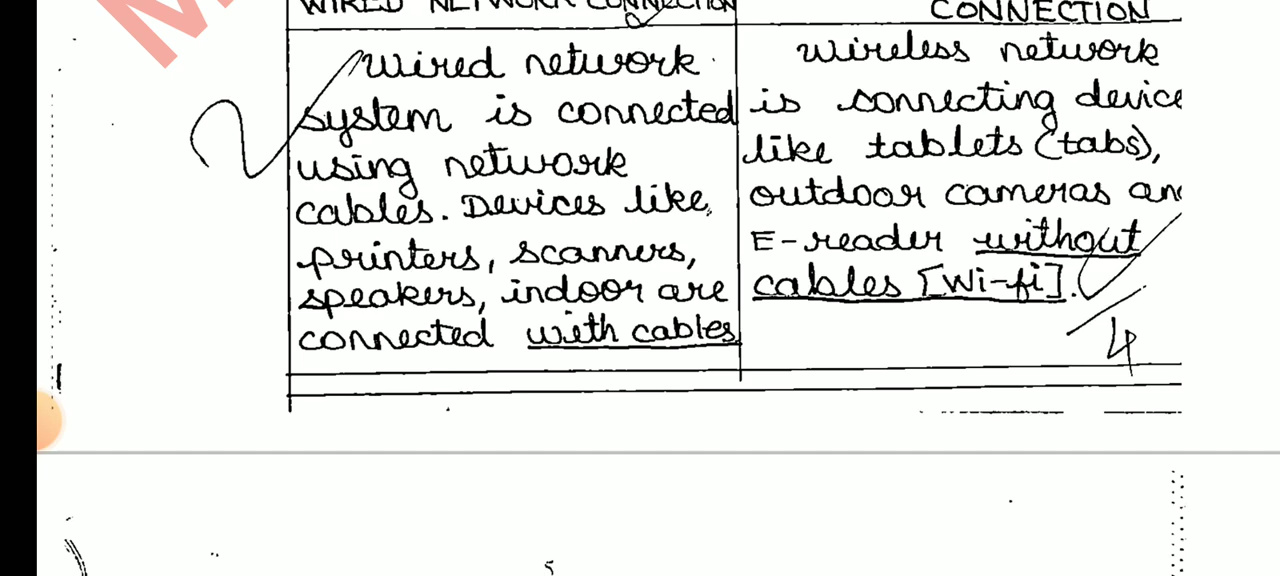 WIRED NETWORK CONNECTION
CONNECTION
Wired network
system is connected
using network
cables. Devices like,
printers, scanners,
speakers, indoor are
connected with cables
wireless network
is connecting device
like tablets (tabs),
outdoor cameras an
E-reader without
cables [Wi-fi].
4